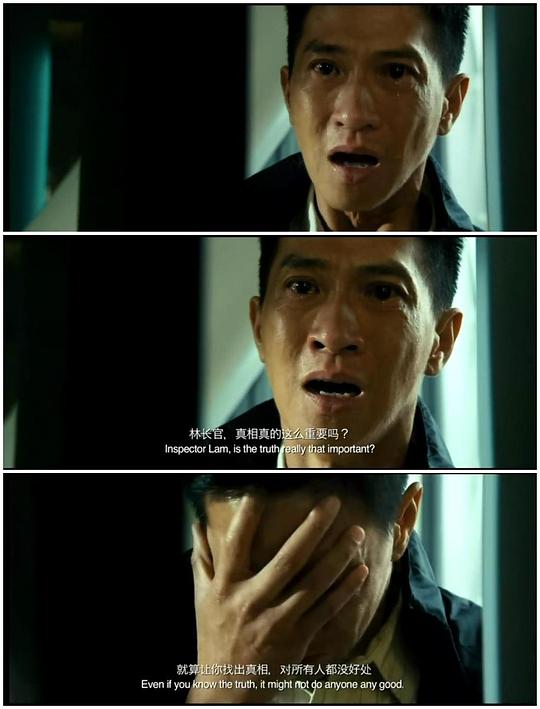 林长官，真相真的这么重要吗？
Inspector Lam, is the truth really that important?
就算让你找出真相，对所有人都没好处
Even if you know the truth, it might not do anyone any good.